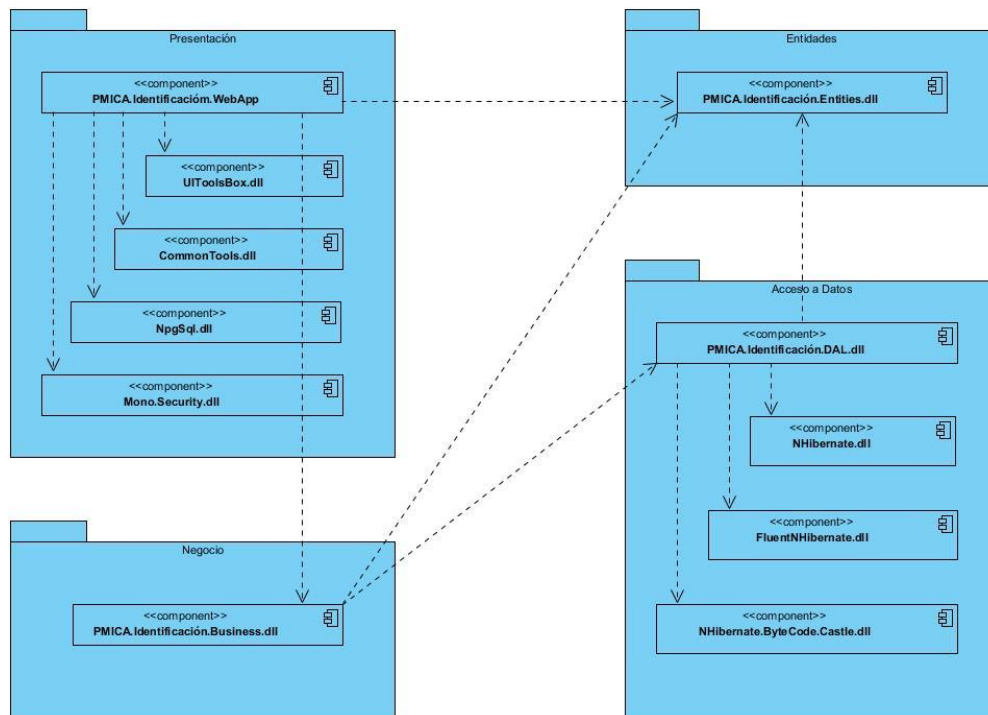 Presentación
<<component>>
PMICA.Identificacióm.WebApp
<<component>>
UIToolsBox.dll
<<component>>
CommonTools.dll
<<component>>
NpgSql.dll
<<component>>
Mono.Security.dll
Entidades
<<component>>
PMICA.Identificación.Entities.dll
Negocio
<<component>>
PMICA.Identificación.Business.dll
Acceso a Datos
<<component>>
PMICA.Identificación.DAL.dll
<<component>>
NHibernate.dll
<<component>>
FluentNHibernate.dll
<<component>>
NHibernate.ByteCode.Castle.dll